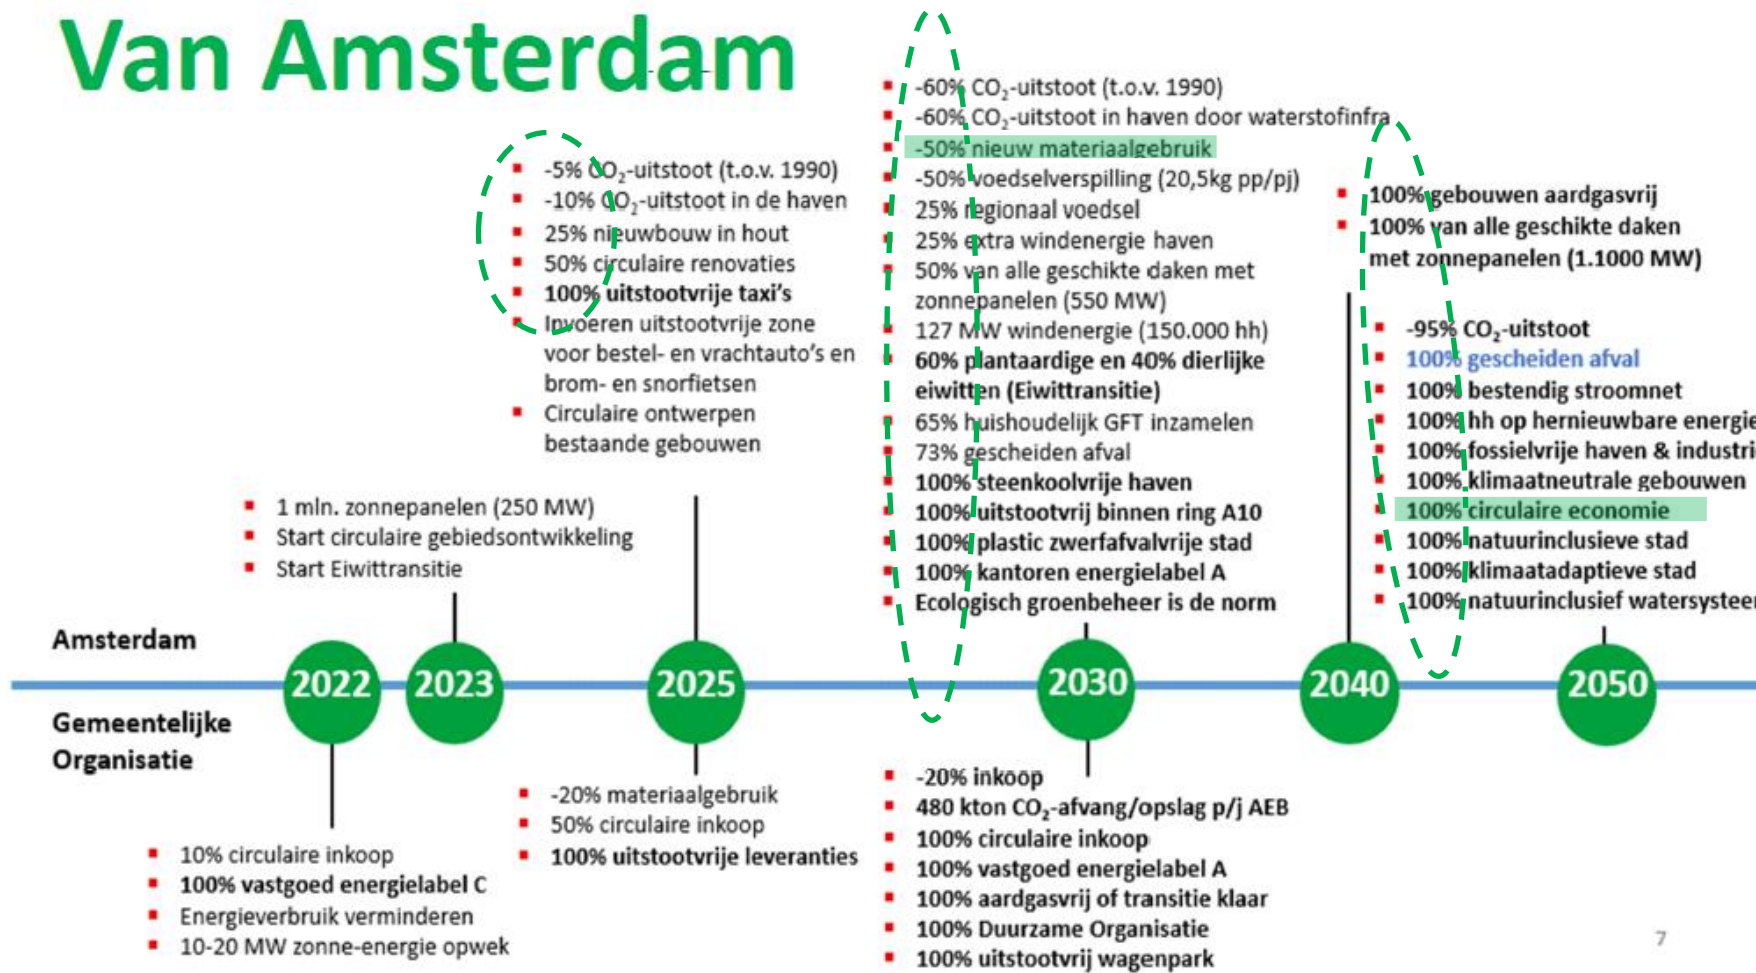 Van Amsterdam
-5% CO₂-uitstoot (t.o.v. 1990)
-10% CO₂-uitstoot in de haven
25% nieuwbouw in hout
50% circulaire renovaties
100% uitstootvrije taxi's
Invoeren uitstootvrije zone
voor bestel- en vrachtauto's en
brom- en snorfietsen
Circulaire ontwerpen
bestaande gebouwen
1 mln. zonnepanelen (250 MW)
Start circulaire gebiedsontwikkeling
Start Eiwittransitie
-60% CO₂-uitstoot (t.o.v. 1990)
-60% CO₂-uitstoot in haven door waterstofinfra
-50% nieuw materiaalgebruik
-50% voedselverspilling (20,5kg pp/pj)
25% regionaal voedsel
25% extra windenergie haven
50% van alle geschikte daken met
zonnepanelen (550 MW)
127 MW windenergie (150.000 hh)
60% plantaardige en 40% dierlijke
eiwitten (Eiwittransitie)
65% huishoudelijk GFT inzamelen
73% gescheiden afval
100% steenkoolvrije haven
100% uitstootvrij binnen ring A10
100% plastic zwerfafvalvrije stad
100% kantoren energielabel A
Ecologisch groenbeheer is de norm
100% gebouwen aardgasvrij
100% van alle geschikte daken
met zonnepanelen (1.1000 MW)
-95% CO₂-uitstoot
100% gescheiden afval
100% bestendig stroomnet
100% hh op hernieuwbare energie
100% fossielvrije haven & industri
100% klimaatneutrale gebouwen
100% circulaire economie
100% natuurinclusieve stad
100% klimaatadaptieve stad
100% natuurinclusief watersysteem
Amsterdam
2022 2023 2025 2030 2040 2050
Gemeentelijke
Organisatie
10% circulaire inkoop
100% vastgoed energielabel C
Energieverbruik verminderen
10-20 MW zonne-energie opwek
-20% materiaalgebruik
50% circulaire inkoop
100% uitstootvrije leveranties
-20% inkoop
480 kton CO₂-afvang/opslag p/j AEB
100% circulaire inkoop
100% vastgoed energielabel A
100% aardgasvrij of transitie klaar
100% Duurzame Organisatie
100% uitstootvrij wagenpark
7